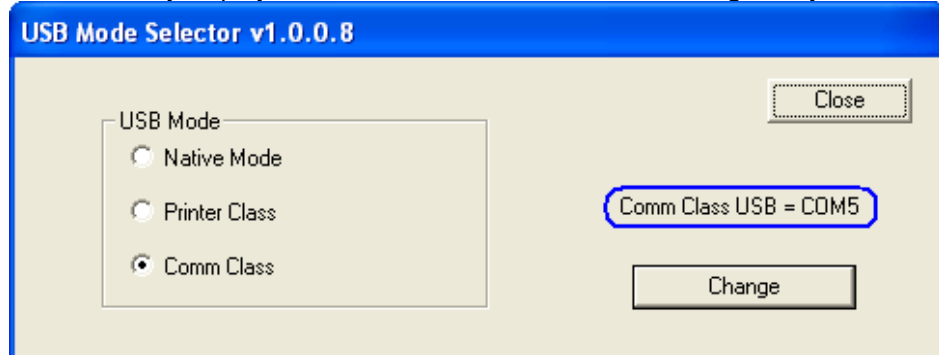 USB Mode Selector v1.0.0.8
Close
USB Mode
Native Mode
Printer Class
Comm Class USB = COM5
Comm Class
Change